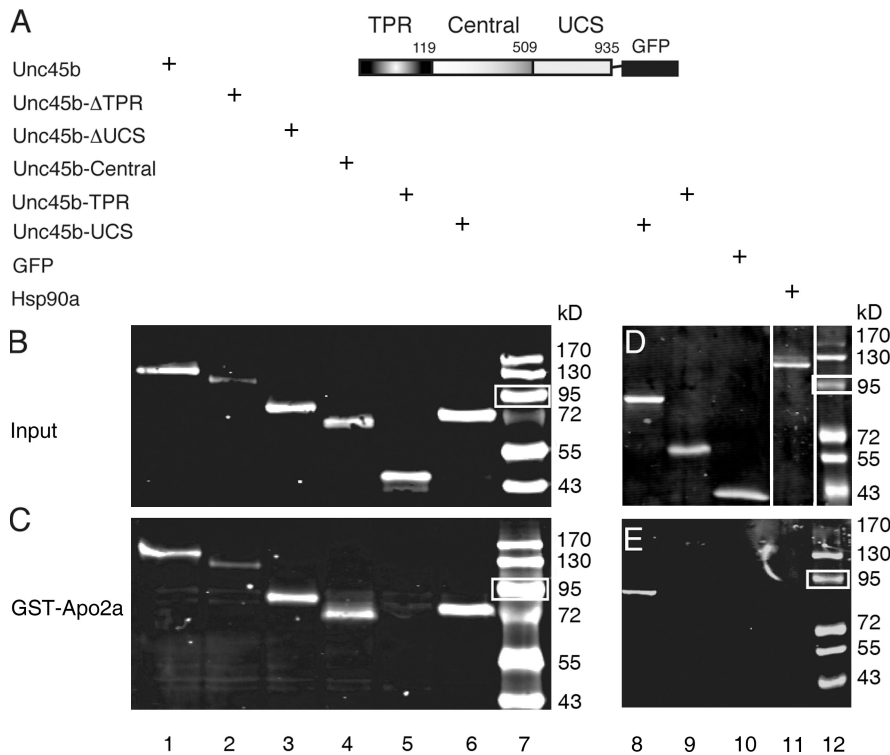 A
TPR Central UCS
119 509 935 GFP
Unc45b +
Unc45b-ΔTPR +
Unc45b-ΔUCS +
Unc45b-Central +
Unc45b-TPR + +
Unc45b-UCS + +
GFP +
Hsp90a +
B
Input
kD
170
130
95
72
55
43
D
kD
170
130
95
72
55
43
C
GST-Apo2a
170
130
95
72
55
43
E
170
130
95
72
55
43
1 2 3 4 5 6 7 8 9 10 11 12